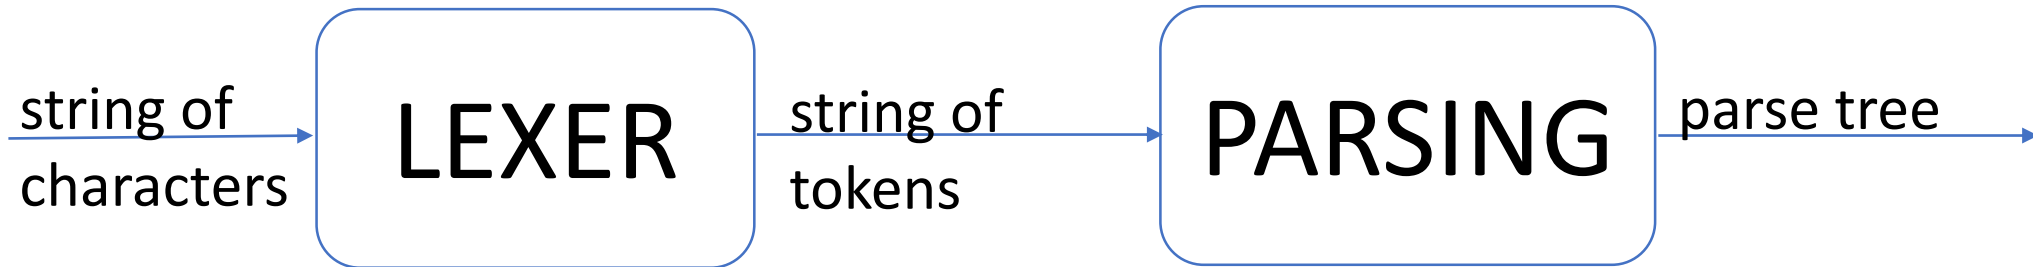 string of
characters
LEXER
string of
tokens
PARSING
parse tree